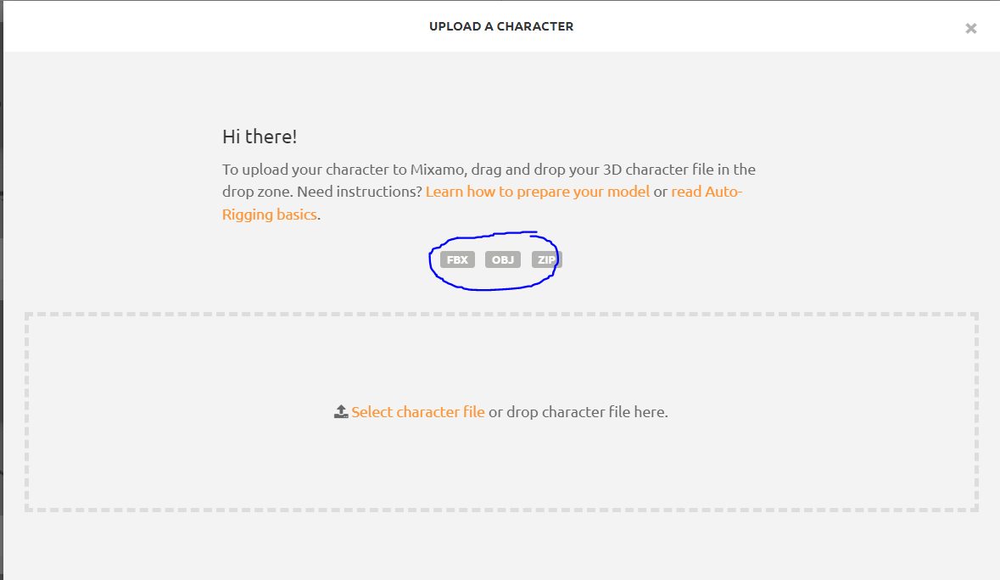 UPLOAD A CHARACTER
Hi there!
To upload your character to Mixamo, drag and drop your 3D character file in the
drop zone. Need instructions? Learn how to prepare your model or read Auto-
Rigging basics.
FBX OBJ ZIP
Select character file or drop character file here.